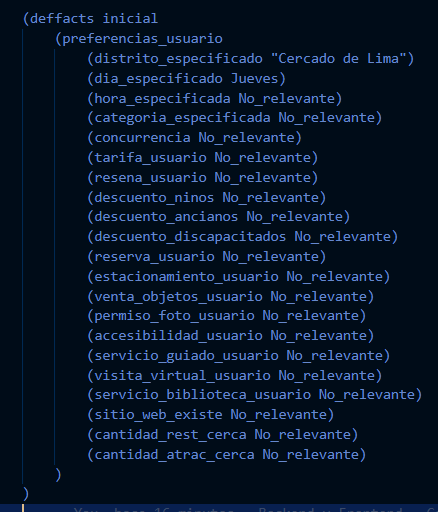 (deffacts inicial
(preferencias_usuario
(distrito_especificado "Cercado de Lima")
(dia_especificado Jueves)
(hora_especificada No_relevante)
(categoria_especificada No_relevante)
(concurrencia No_relevante)
(tarifa_usuario No_relevante)
(resena_usuario No_relevante)
(descuento_ninos No_relevante)
(descuento_ancianos No_relevante)
(descuento_discapacitados No_relevante)
(reserva_usuario No_relevante)
(estacionamiento_usuario No_relevante)
(venta_objetos_usuario No_relevante)
(permiso_foto_usuario No_relevante)
(accesibilidad_usuario No_relevante)
(servicio_guiado_usuario No_relevante)
(visita_virtual_usuario No_relevante)
(servicio_biblioteca_usuario No_relevante)
(sitio_web_existe No_relevante)
(cantidad_rest_cerca No_relevante)
(cantidad_atrac_cerca No_relevante)
)
)